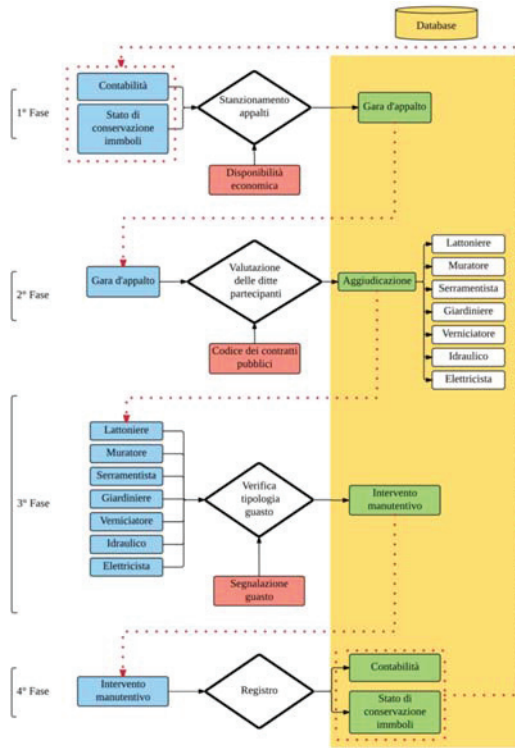 Database
1° Fase
Contabilità
Stato di
conservazione
immboli
Stanzionamento
appalti
Gara d'appalto
Disponibilità
economica
2° Fase
Gara d'appalto
Valutazione
delle ditte
partecipanti
Aggiudicazione
Lattoniere
Muratore
Serramentista
Giardiniere
Verniciatore
Idraulico
Elettricista
Codice dei contratti
pubblici
3° Fase
Lattoniere
Muratore
Serramentista
Giardiniere
Verniciatore
Idraulico
Elettricista
Verifica
tipologia
guasto
Intervento
manutentivo
Segnalazione
guasto
4° Fase
Intervento
manutentivo
Registro
Contabilità
Stato di
conservazione
immboli